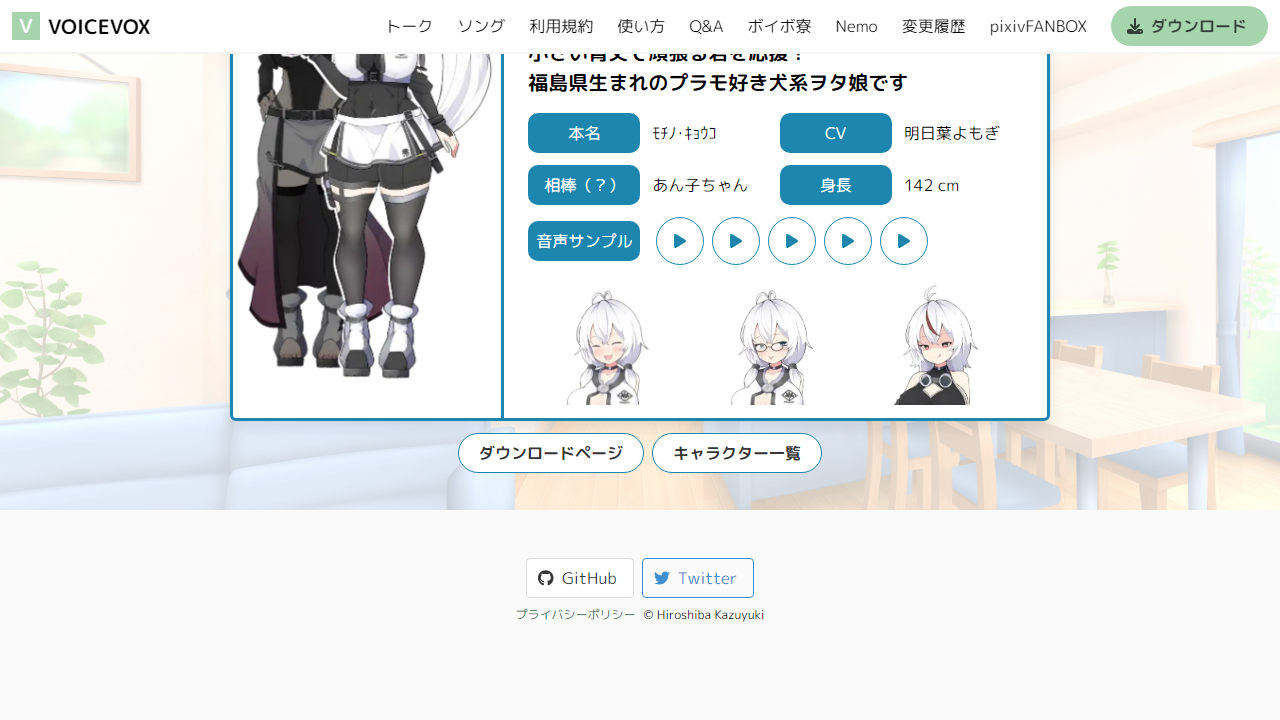 V VOICEVOX トーク ソング 利用規約 使い方 Q&A ボイボ寮 Nemo 変更履歴 pixivFANBOX ダウンロード
福島県生まれのプラモ好き犬系ヲタ娘です
本名 ﾓﾁﾉ･ｷｮｳｺ CV 明日葉よもぎ
相棒（？） あん子ちゃん 身長 142 cm
音声サンプル
ダウンロードページ キャラクター一覧
GitHub Twitter
プライバシーポリシー © Hiroshiba Kazuyuki